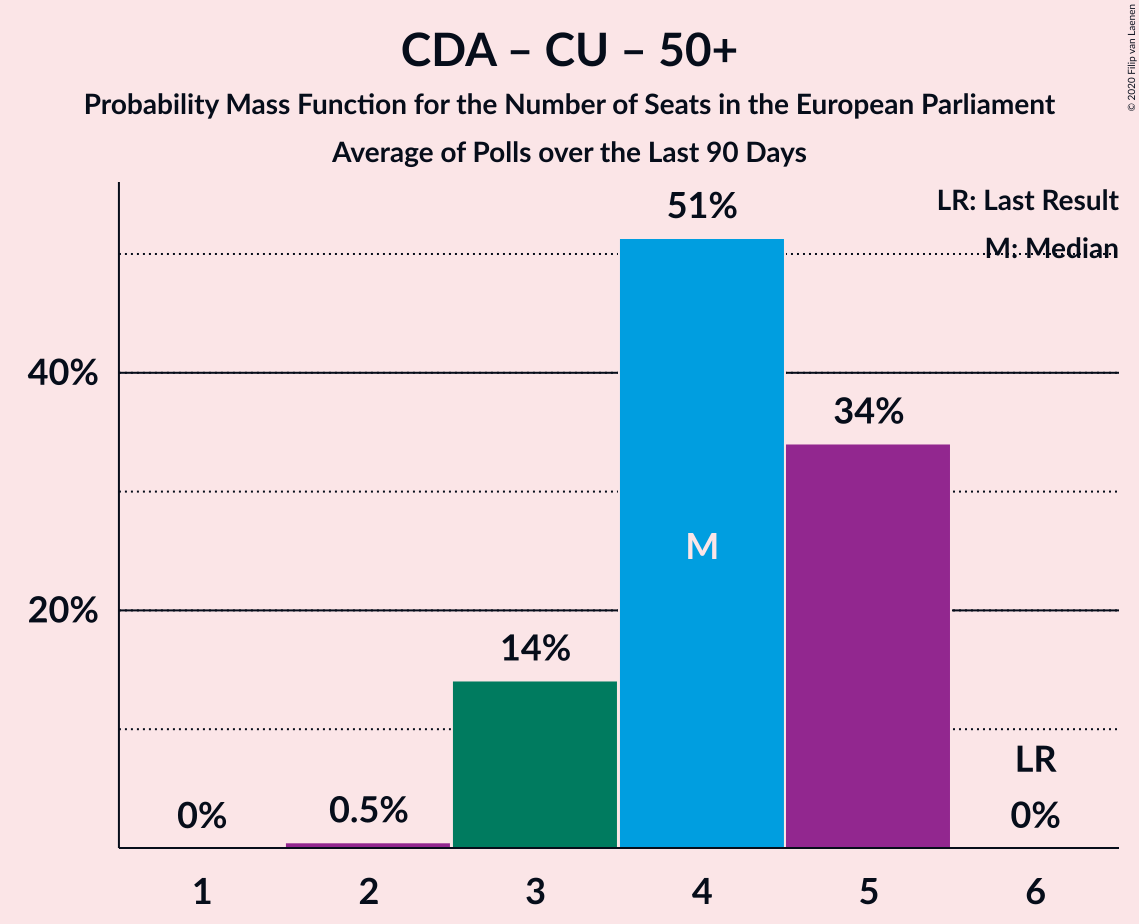 CDA – CU – 50+
Probability Mass Function for the Number of Seats in the European Parliament
Average of Polls over the Last 90 Days
© 2020 Filip van Laenen
LR: Last Result
M: Median
51%
40%
34%
M
20%
14%
LR
0%
0.5%
0%
1
2
3
4
5
6